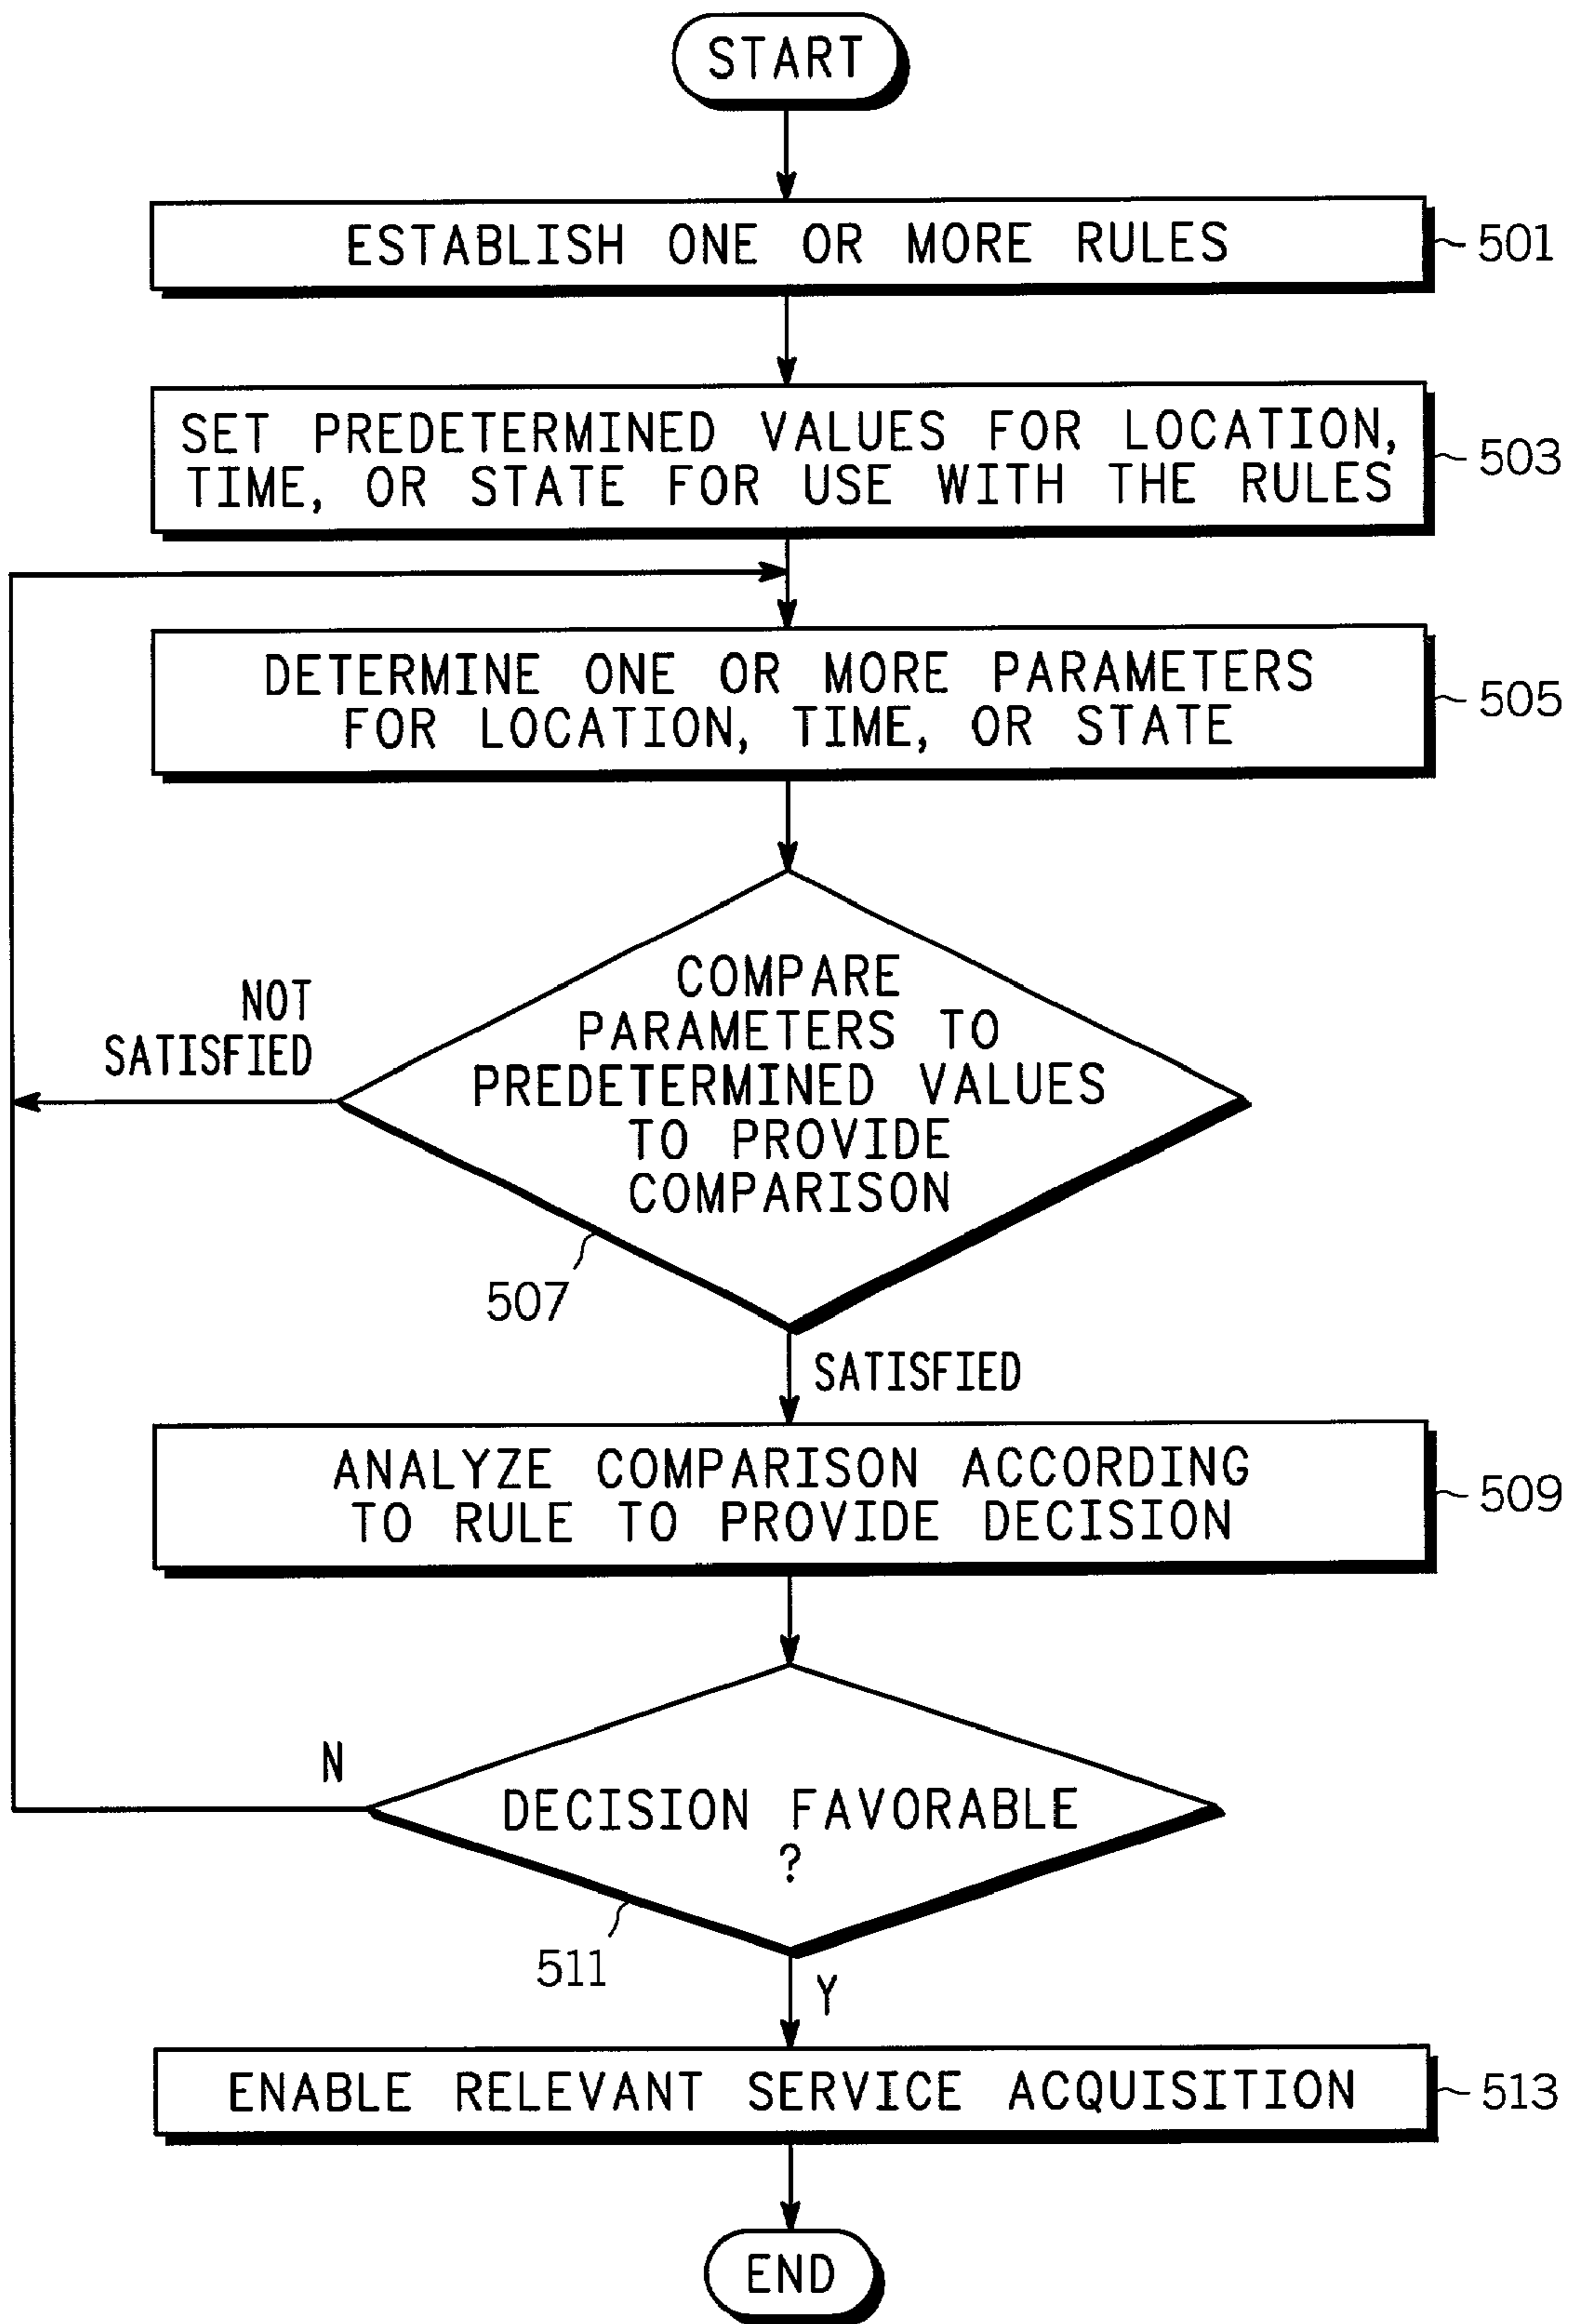 START
ESTABLISH ONE OR MORE RULES
501
SET PREDETERMINED VALUES FOR LOCATION,
TIME, OR STATE FOR USE WITH THE RULES
503
DETERMINE ONE OR MORE PARAMETERS
FOR LOCATION, TIME, OR STATE
505
COMPARE
PARAMETERS TO
PREDETERMINED VALUES
TO PROVIDE
COMPARISON
NOT
SATISFIED
507
SATISFIED
ANALYZE COMPARISON ACCORDING
TO RULE TO PROVIDE DECISION
509
N
DECISION FAVORABLE
?
511
Y
ENABLE RELEVANT SERVICE ACQUISITION
513
END